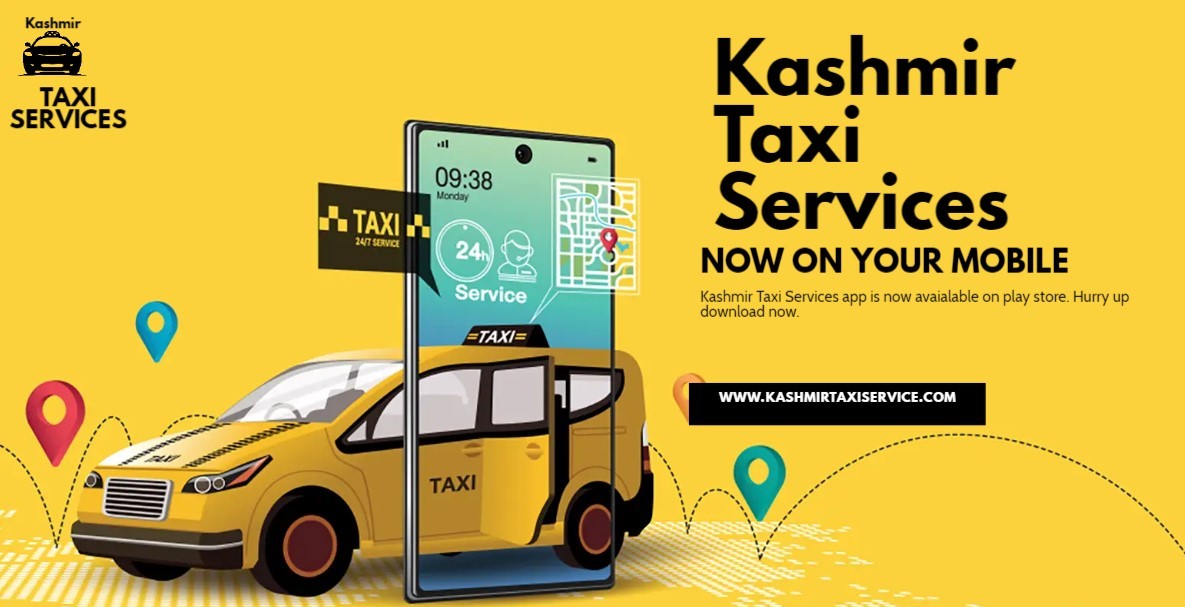 Kashmir
TAXI
SERVICES
Kashmir
Taxi
Services
NOW ON YOUR MOBILE
Kashmir Taxi Services app is now avaialable on play store. Hurry up
download now.
WWW.KASHMIRTAXISERVICE.COM
09:38
Monday
TAXI
24/7 SERVICE
24h
Service
=TAXI=
TAXI
TAXI